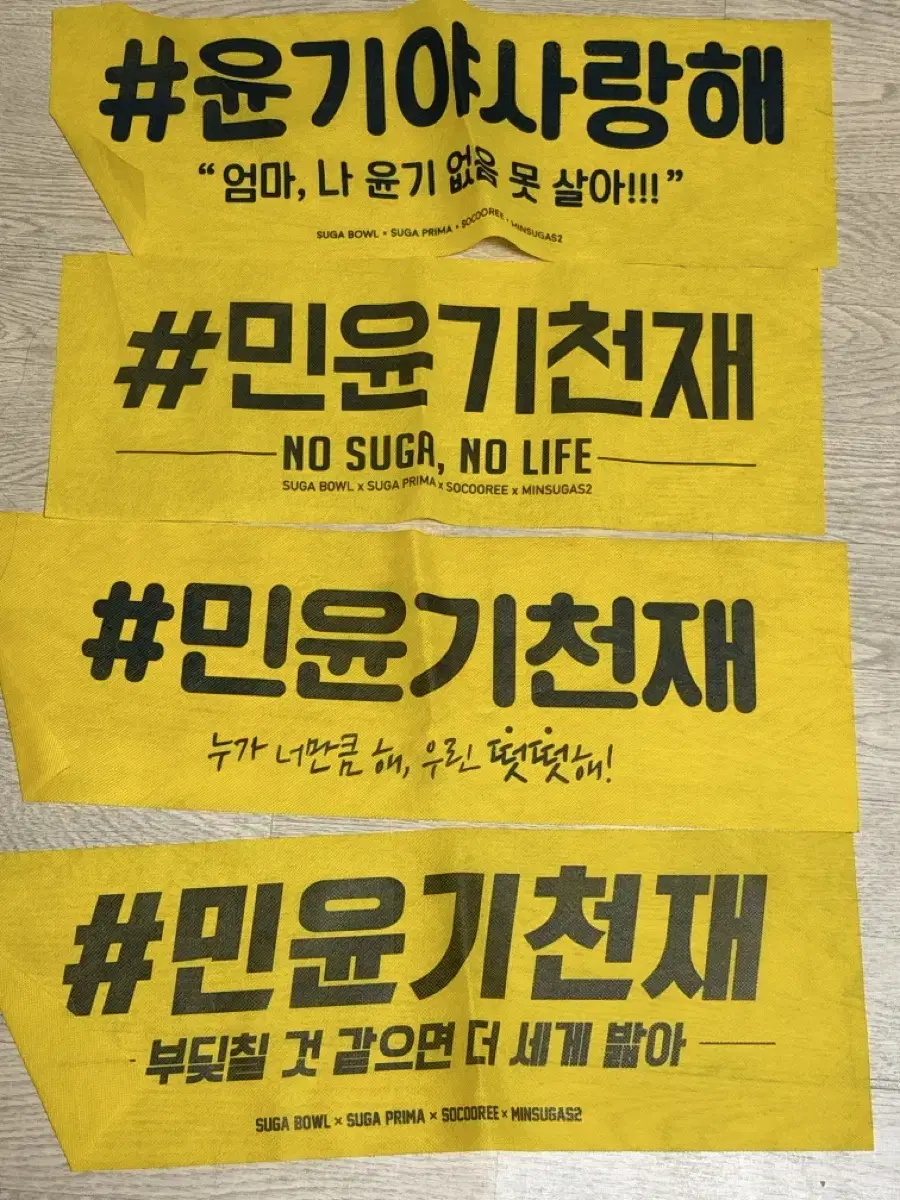 #윤기야사랑해
“엄마, 나 윤기 없음 못 살아!!!”
SUGA BOWL × SUGA PRIMA × SOCOOREE × MINSUGAS2
#민윤기천재
NO SUGA, NO LIFE
SUGA BOWL x SUGA PRIMA x SOCOOREE x MINSUGAS2
#민윤기천재
누가 너만큼 해, 우린 떳떳해!
#민윤기천재
부딪칠 것 같으면 더 세게 밟아
SUGA BOWL × SUGA PRIMA × SOCOOREE × MINSUGAS2